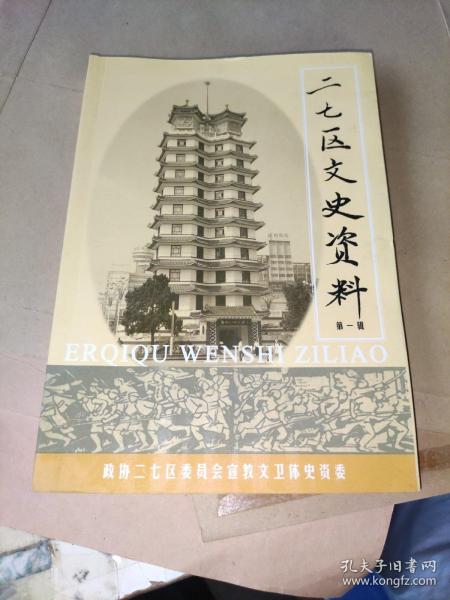 二七区文史资料
第一辑
ERQIQU WENSHI ZILIAO
政协二七区委员会宣教文卫体史资委
孔夫子旧书网
www.kongfz.com